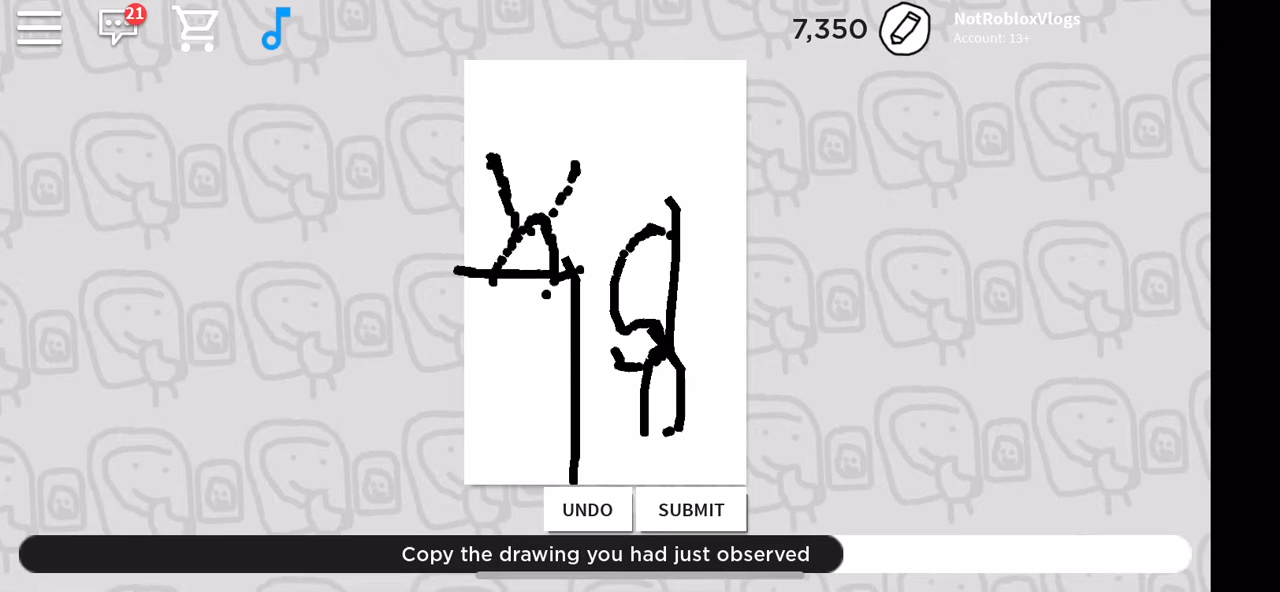 21
7,350
NotRobloxVlogs
Account: 13+
UNDO
SUBMIT
Copy the drawing you had just observed